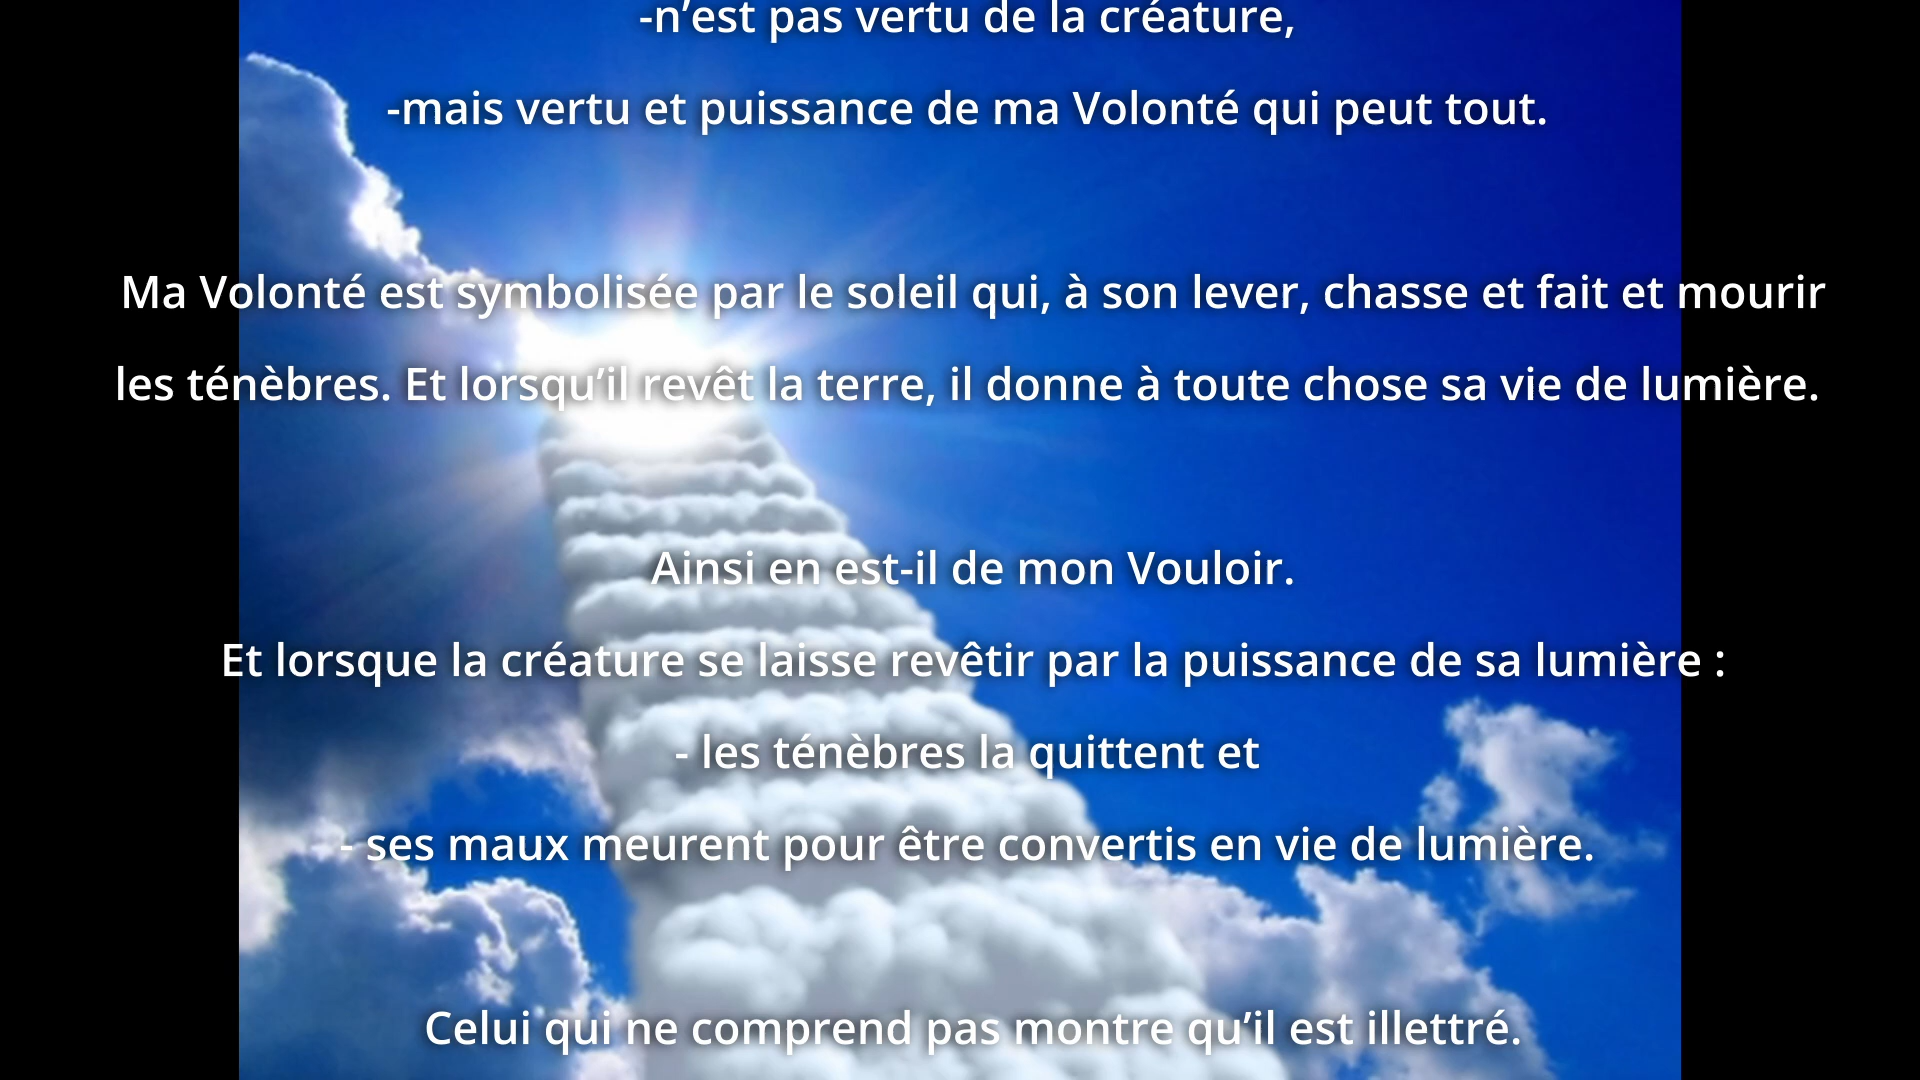 -n’est pas vertu de la créature,
-mais vertu et puissance de ma Volonté qui peut tout.
Ma Volonté est symbolisée par le soleil qui, à son lever, chasse et fait et mourir
les ténèbres. Et lorsqu’il revêt la terre, il donne à toute chose sa vie de lumière.
Ainsi en est-il de mon Vouloir.
Et lorsque la créature se laisse revêtir par la puissance de sa lumière :
- les ténèbres la quittent et
- ses maux meurent pour être convertis en vie de lumière.
Celui qui ne comprend pas montre qu’il est illettré.